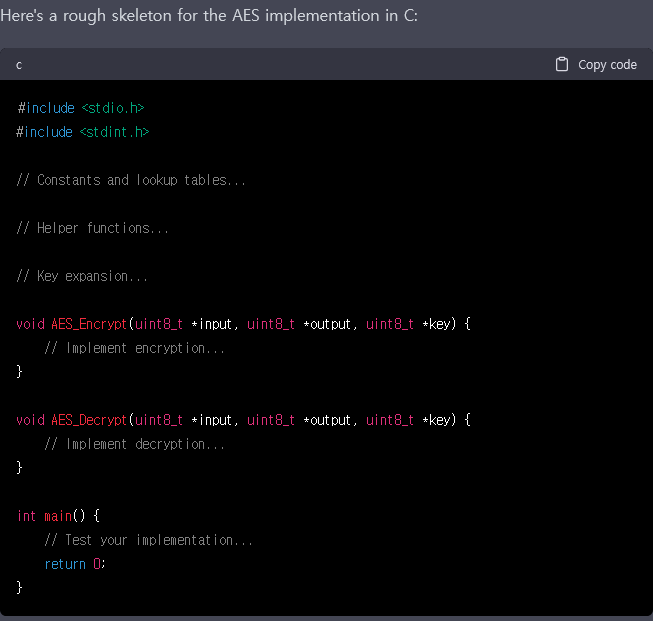 Here's a rough skeleton for the AES implementation in C:
c
Copy code
#include <stdio.h>
#include <stdint.h>
// Constants and lookup tables...
// Helper functions...
// Key expansion...
void AES_Encrypt(uint8_t *input, uint8_t *output, uint8_t *key) {
// Implement encryption...
}
void AES_Decrypt(uint8_t *input, uint8_t *output, uint8_t *key) {
// Implement decryption...
}
int main() {
// Test your implementation...
return 0;
}